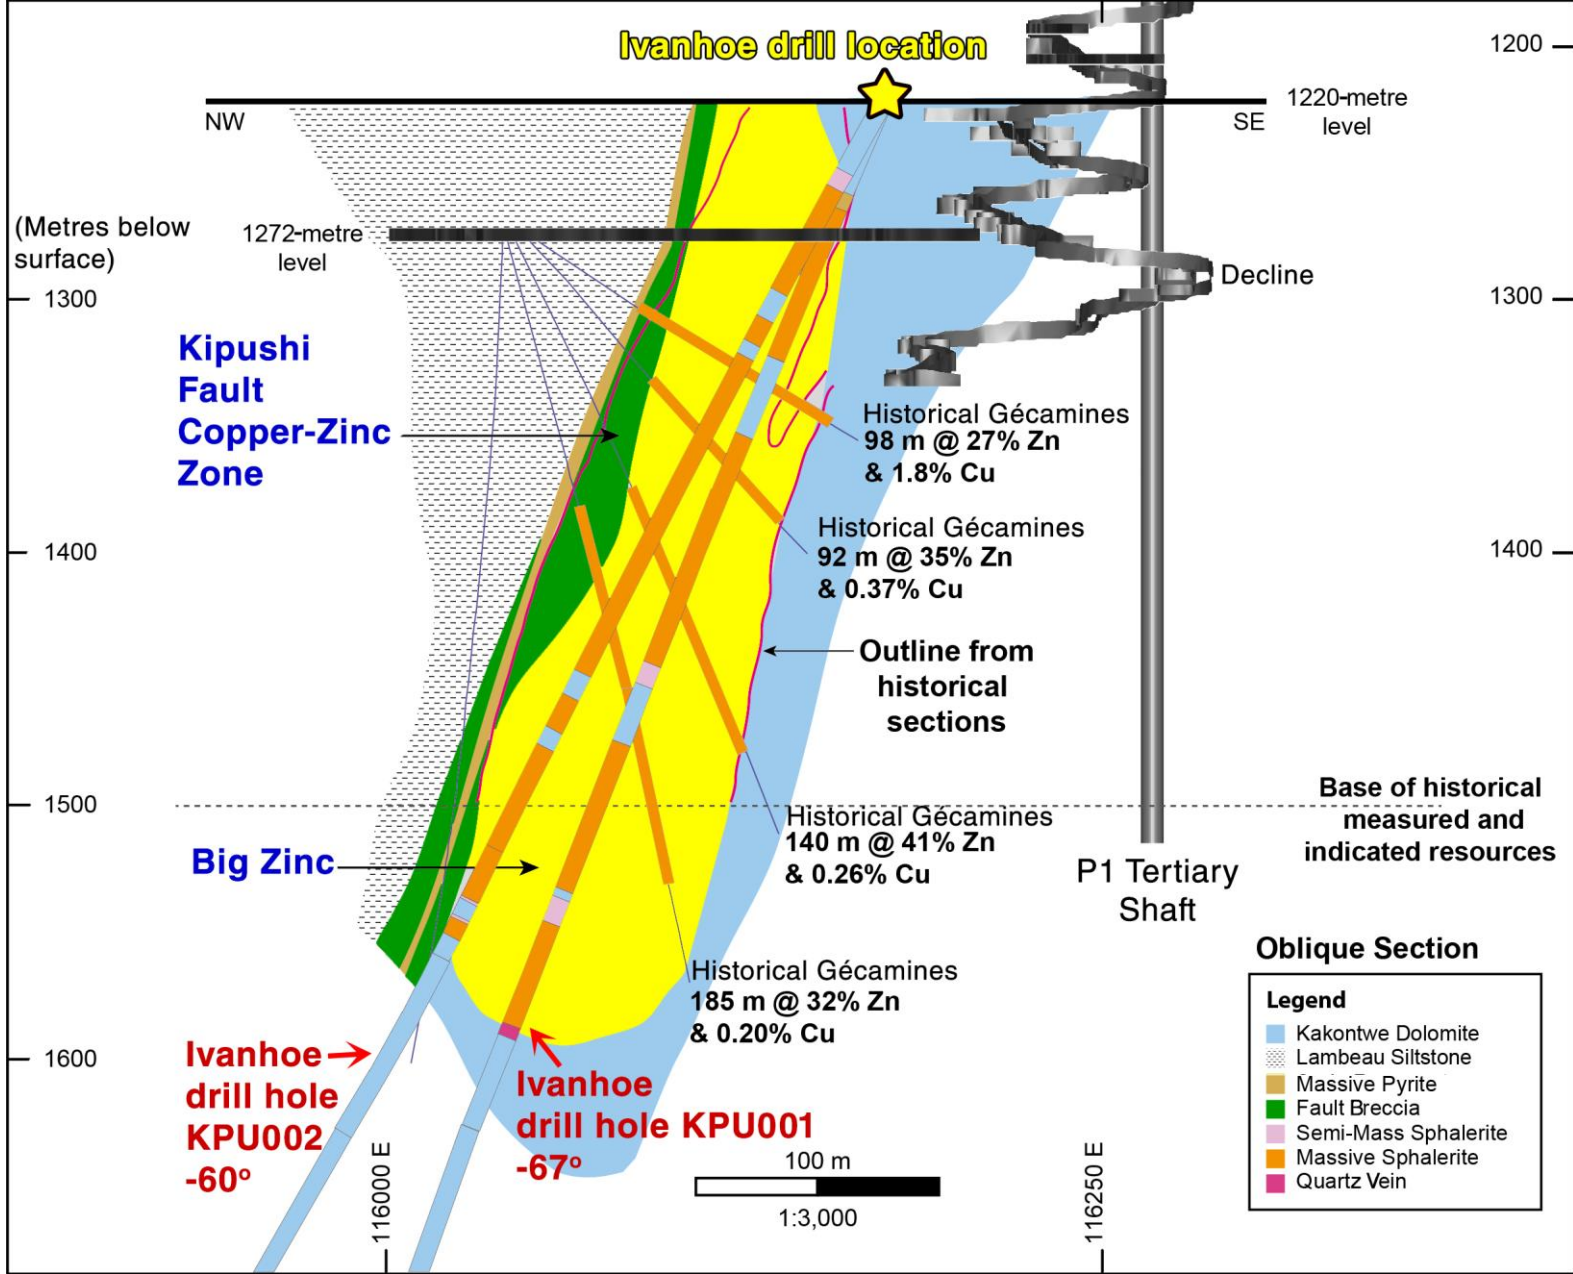 Ivanhoe drill location
1200
1220-metre
level
NW
SE
(Metres below
surface)
1272-metre
level
Decline
1300
1300
Kipushi
Fault
Copper-Zinc
Zone
Historical Gécamines
98 m @ 27% Zn
& 1.8% Cu
Historical Gécamines
92 m @ 35% Zn
& 0.37% Cu
1400
1400
Outline from
historical
sections
1500
Base of historical
measured and
indicated resources
Historical Gécamines
140 m @ 41% Zn
& 0.26% Cu
Big Zinc
P1 Tertiary
Shaft
Historical Gécamines
185 m @ 32% Zn
& 0.20% Cu
1600
Ivanhoe
drill hole
KPU002
-60°
Ivanhoe
drill hole KPU001
-67°
100 m
1:3,000
116000 E
116250 E
Oblique Section
Legend
Kakontwe Dolomite
Lambeau Siltstone
Massive Pyrite
Fault Breccia
Semi-Mass Sphalerite
Massive Sphalerite
Quartz Vein